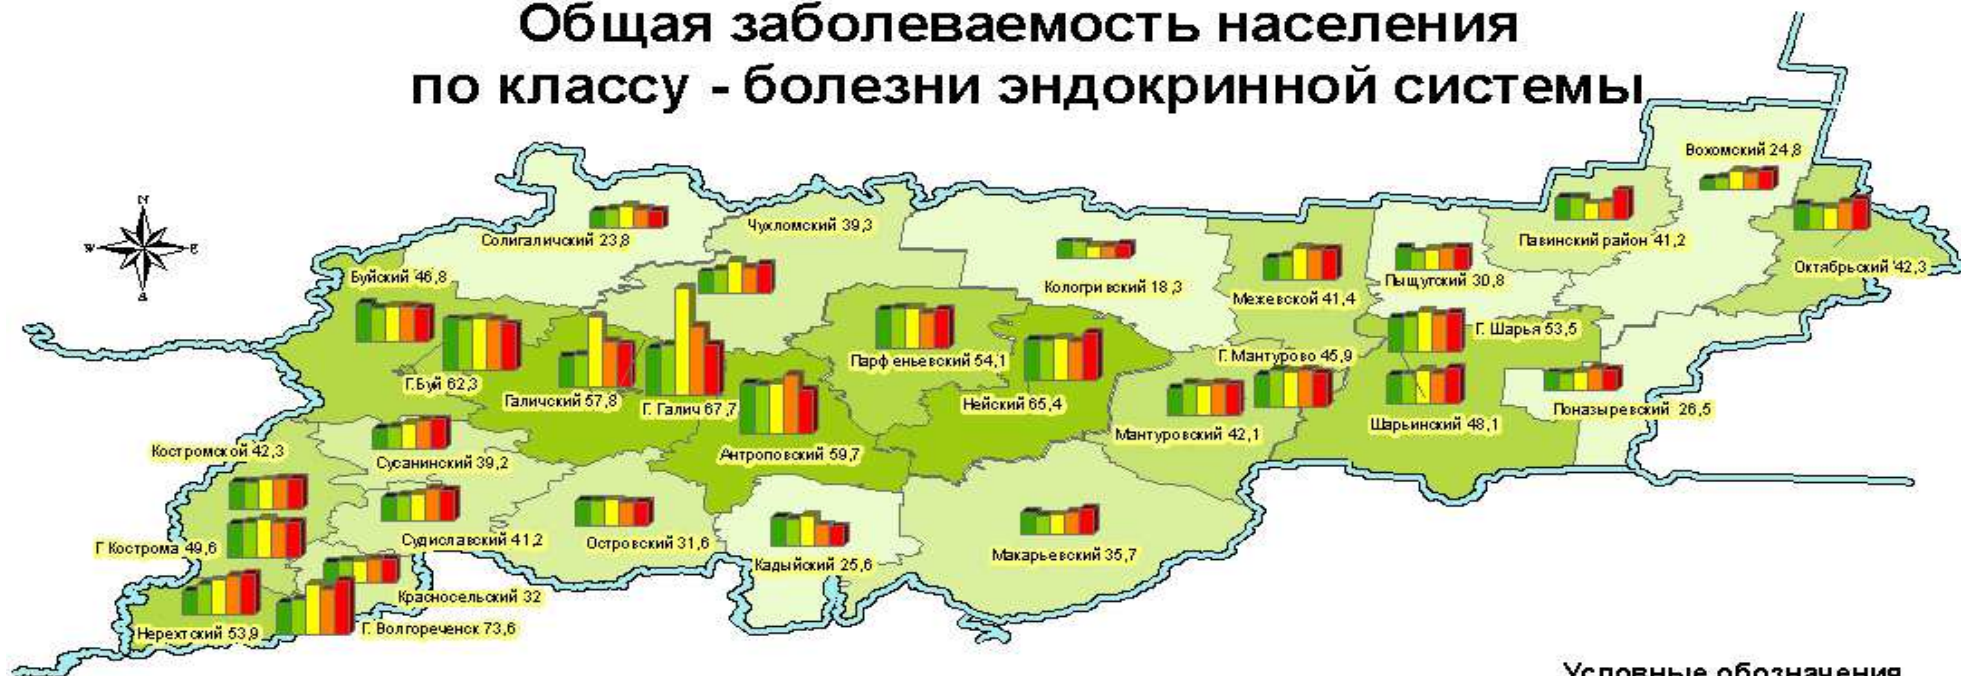 Общая заболеваемость населения
по классу - болезни эндокринной системы
N
W
E
Вохомский 24,8
Солигаличский 23,8
Чухломский 39,3
Павинский район 41,2
Буйский 46,8
Кологривский 18,3
Межевской 41,4
Пыщугский 30,8
Октябрьский 42,3
Г. Шарья 53,5
Г.Буй 62,3
Галичский 57,8
Г. Галич 67,7
Парфеньевский 54,1
Нейский 65,4
Г. Мантурово 45,9
Поназыревский 26,5
Шарьинский 48,1
Мантуровский 42,1
Костромской 42,3
Сусанинский 39,2
Антроповский 59,7
Г Кострома 49,6
Судиславский 41,2
Островский 31,6
Кадыйский 25,6
Макарьевский 35,7
Красносельский 32
Нерехтский 53,9
Г. Волгореченск 73,6
Условные обозначения